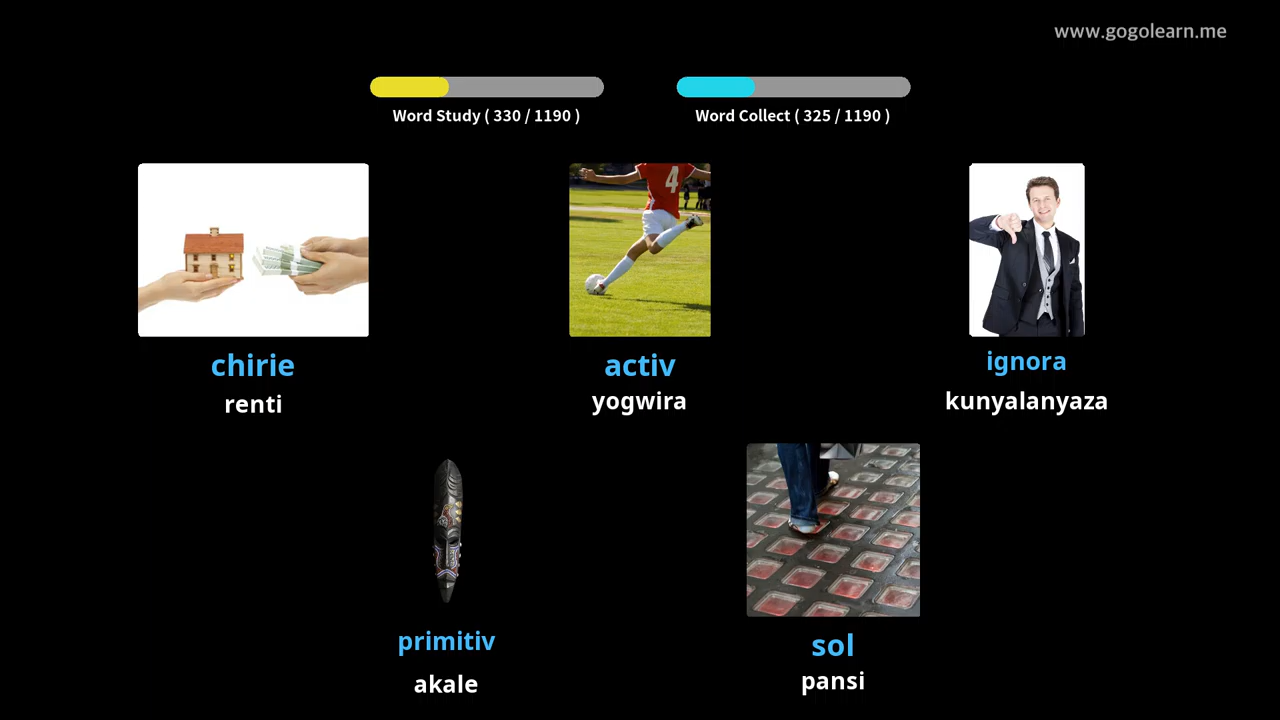 www.gogolearn.me
Word Study ( 330 / 1190 )
Word Collect ( 325 / 1190 )
chirie
renti
activ
yogwira
ignora
kunyalanyaza
4
primitiv
akale
sol
pansi